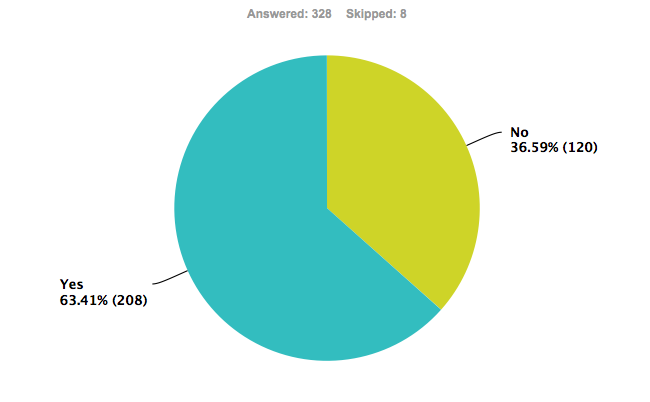 Answered: 328 Skipped: 8
No
36.59% (120)
Yes
63.41% (208)